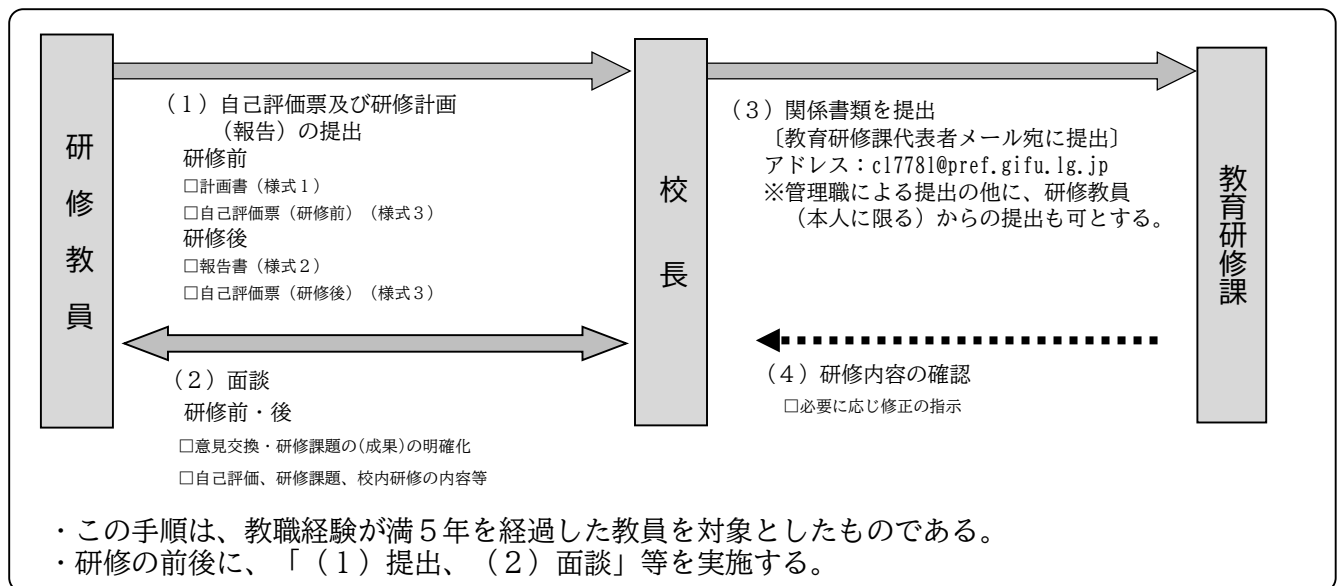 研修教員
（１）自己評価票及び研修計画
（報告）の提出
研修前
□計画書（様式１）
□自己評価票（研修前）（様式３）
研修後
□報告書（様式２）
□自己評価票（研修後）（様式３）
（２）面談
研修前・後
□意見交換・研修課題の(成果)の明確化
□自己評価、研修課題、校内研修の内容等
校長
（３）関係書類を提出
〔教育研修課代表者メール宛に提出〕
アドレス：c17781@pref.gifu.lg.jp
※管理職による提出の他に、研修教員
（本人に限る）からの提出も可とする。
（４）研修内容の確認
□必要に応じ修正の指示
教育研修課
・この手順は、教職経験が満５年を経過した教員を対象としたものである。
・研修の前後に、「（１）提出、（２）面談」等を実施する。